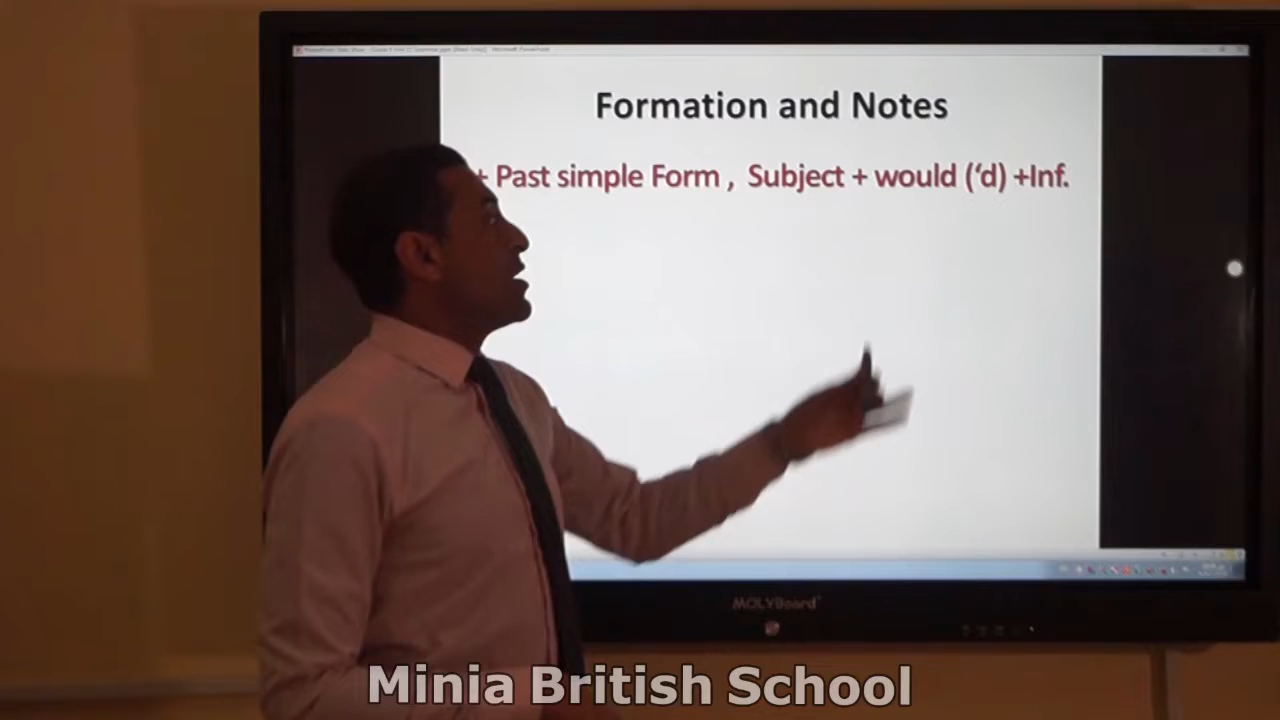 Formation and Notes
+ Past simple Form , Subject + would (‘d) +Inf.
MOLYBoard
Minia British School